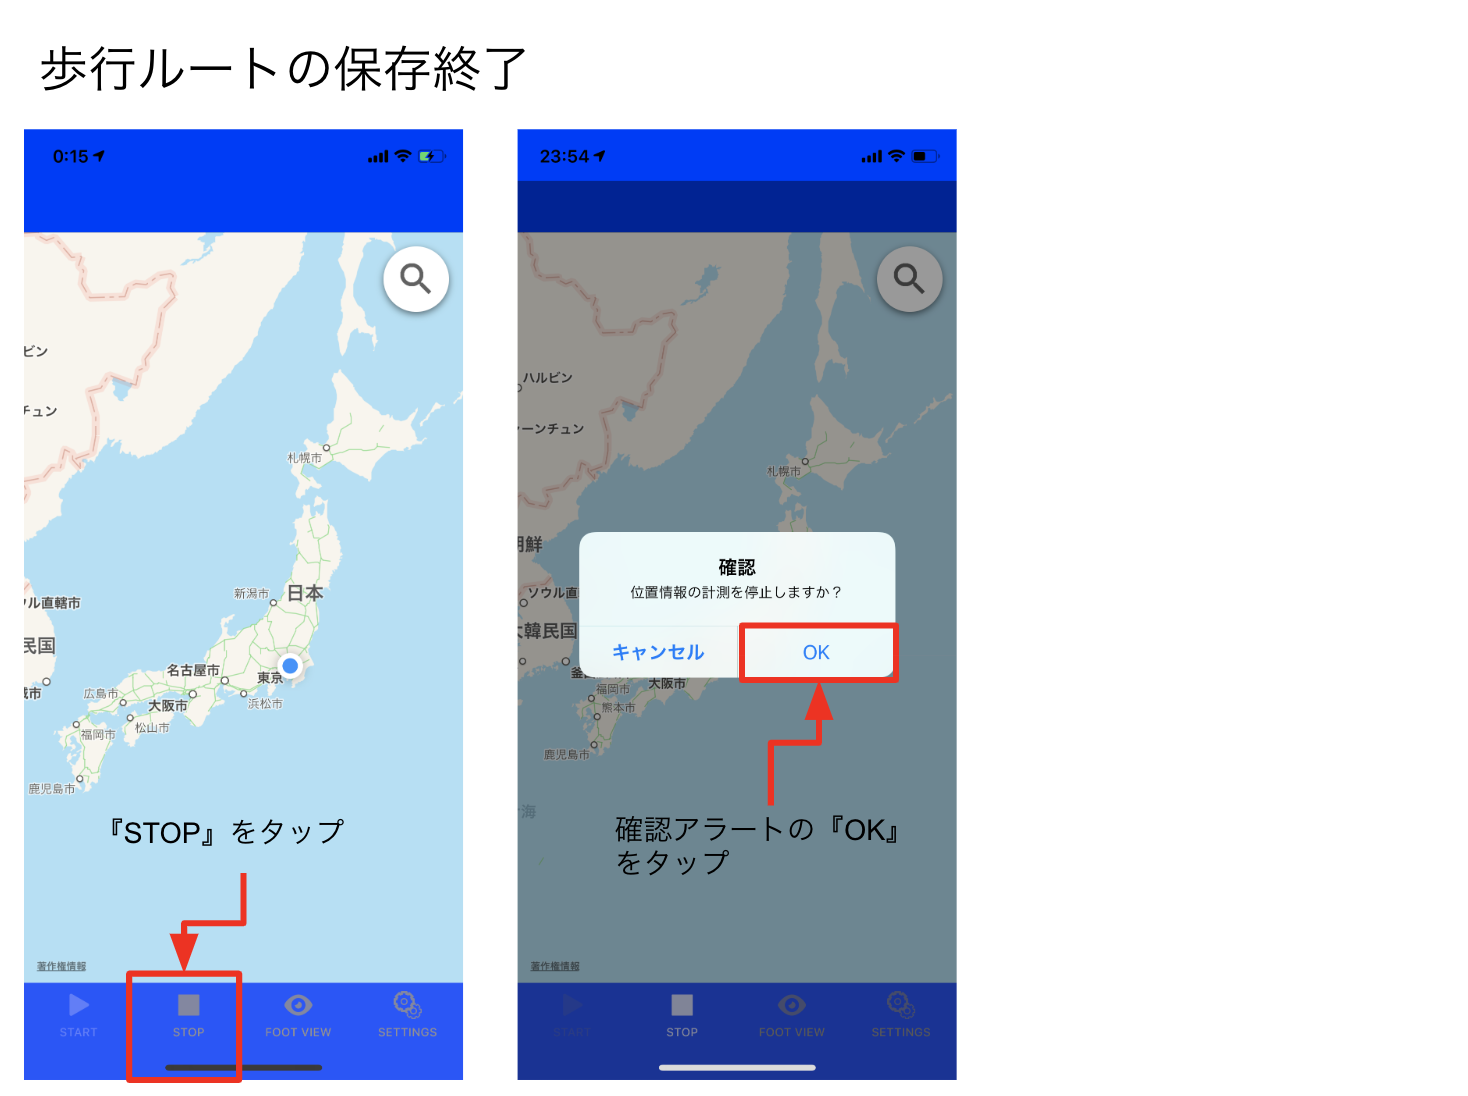 歩行ルートの保存終了
0:15
ビン
チュン
札幌市
新潟市
日本
ル直轄市
民国
名古屋市
東京
広島市
大阪市
浜松市
福岡市
松山市
鹿児島市
『STOP』をタップ
著作権情報
START
STOP
FOOT VIEW
SETTINGS
23:54
ハルビン
ーンチュン
札幌市
朝鮮
確認
位置情報の計測を停止しますか？
キャンセル
OK
ソウル直
大韓民国
福岡市
大阪市
熊本市
鹿児島市
海
確認アラートの『OK』
をタップ
著作権情報
START
STOP
FOOT VIEW
SETTINGS